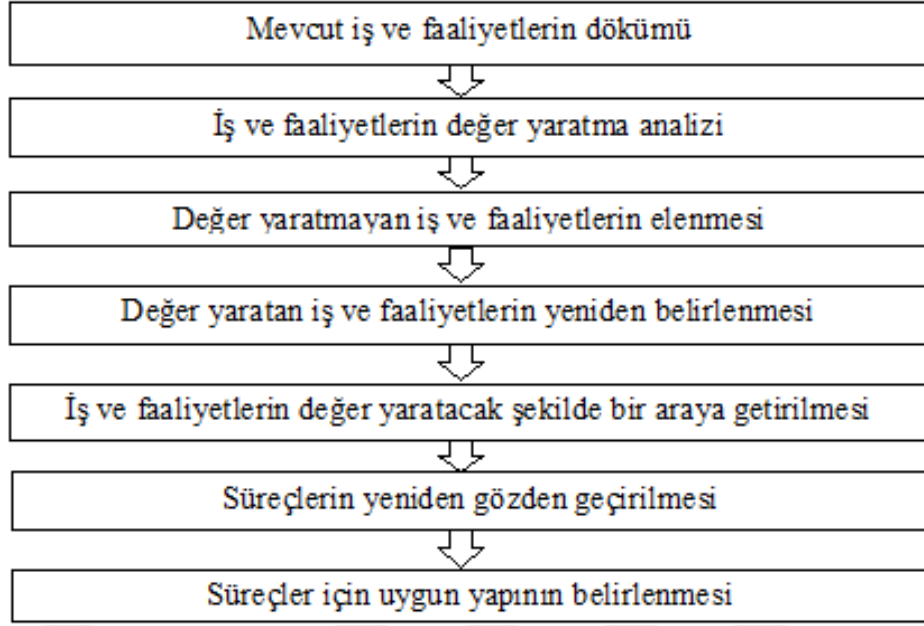 Mevcut iş ve faaliyetlerin dökümü
İş ve faaliyetlerin değer yaratma analizi
Değer yaratmayan iş ve faaliyetlerin elenmesi
Değer yaratan iş ve faaliyetlerin yeniden belirlenmesi
İş ve faaliyetlerin değer yaratacak şekilde bir araya getirilmesi
Süreçlerin yeniden gözden geçirilmesi
Süreçler için uygun yapının belirlenmesi